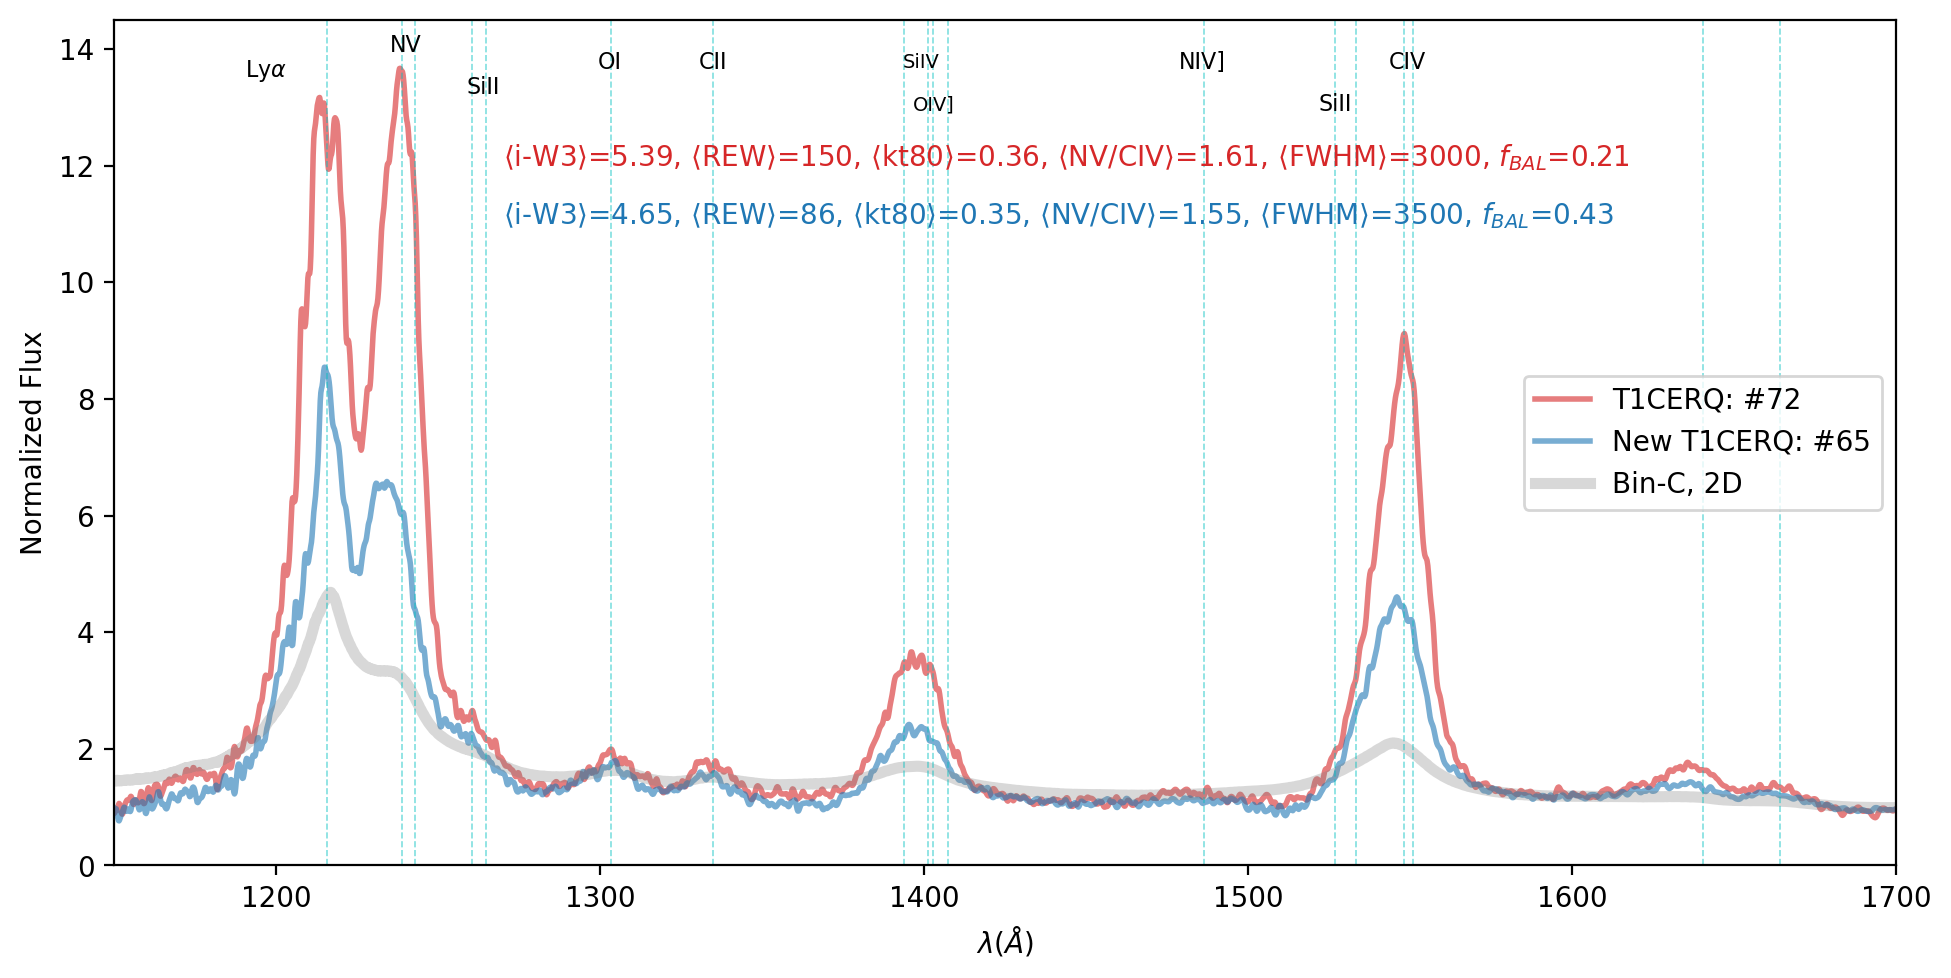 NV
Lyα
SiII
OI
CII
SiIV
OIV]
NIV]
SiII
CIV
⟨i-W3⟩=5.39, ⟨REW⟩=150, ⟨kt80⟩=0.36, ⟨NV/CIV⟩=1.61, ⟨FWHM⟩=3000, f_BAL=0.21
⟨i-W3⟩=4.65, ⟨REW⟩=86, ⟨kt80⟩=0.35, ⟨NV/CIV⟩=1.55, ⟨FWHM⟩=3500, f_BAL=0.43
T1CERQ: #72
New T1CERQ: #65
Bin-C, 2D
Normalized Flux
14
12
10
8
6
4
2
0
1200
1300
1400
1500
1600
1700
λ(Å)